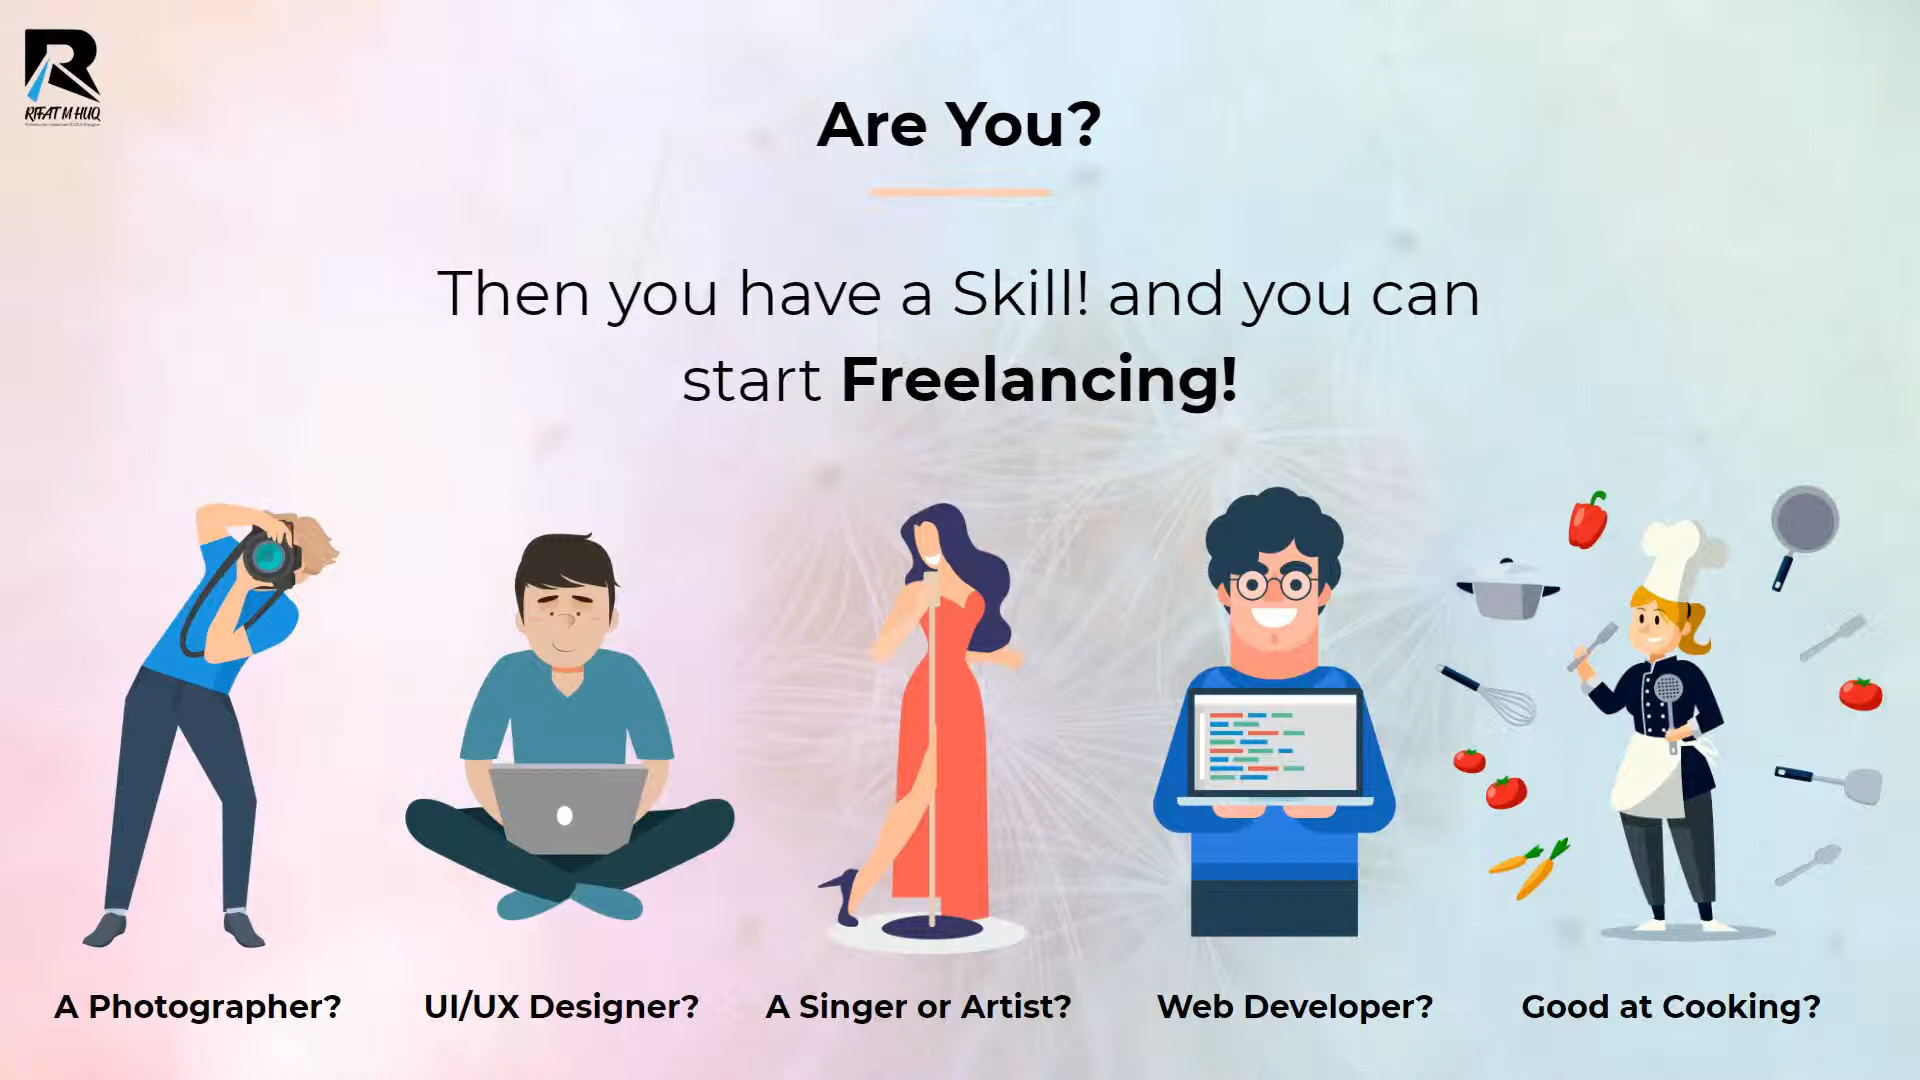 RIFAT M HUQ
Are You?
Then you have a Skill! and you can
start Freelancing!
A Photographer?
UI/UX Designer?
A Singer or Artist?
Web Developer?
Good at Cooking?